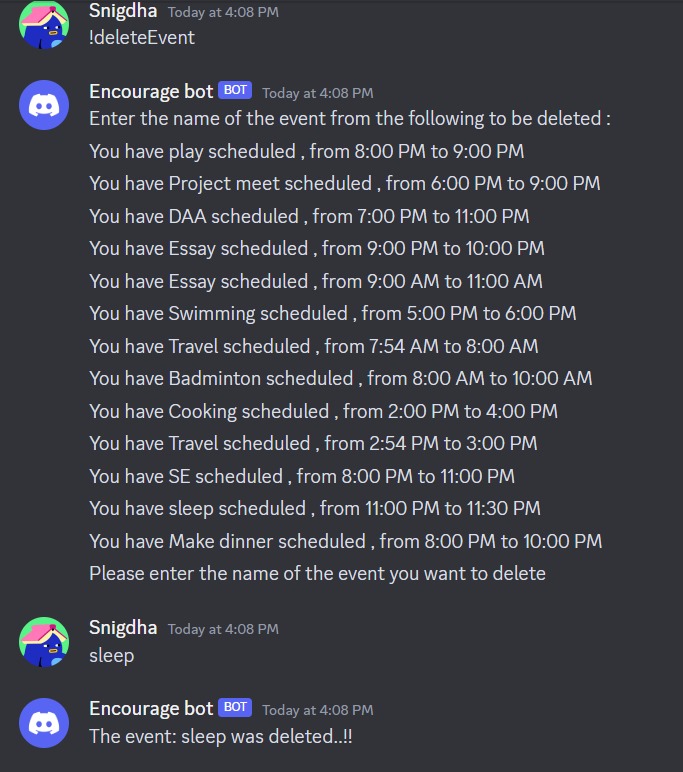 Snigdha Today at 4:08 PM
!deleteEvent
Encourage bot BOT Today at 4:08 PM
Enter the name of the event from the following to be deleted :
You have play scheduled , from 8:00 PM to 9:00 PM
You have Project meet scheduled , from 6:00 PM to 9:00 PM
You have DAA scheduled , from 7:00 PM to 11:00 PM
You have Essay scheduled , from 9:00 PM to 10:00 PM
You have Essay scheduled , from 9:00 AM to 11:00 AM
You have Swimming scheduled , from 5:00 PM to 6:00 PM
You have Travel scheduled , from 7:54 AM to 8:00 AM
You have Badminton scheduled , from 8:00 AM to 10:00 AM
You have Cooking scheduled , from 2:00 PM to 4:00 PM
You have Travel scheduled , from 2:54 PM to 3:00 PM
You have SE scheduled , from 8:00 PM to 11:00 PM
You have sleep scheduled , from 11:00 PM to 11:30 PM
You have Make dinner scheduled , from 8:00 PM to 10:00 PM
Please enter the name of the event you want to delete
Snigdha Today at 4:08 PM
sleep
Encourage bot BOT Today at 4:08 PM
The event: sleep was deleted..!!